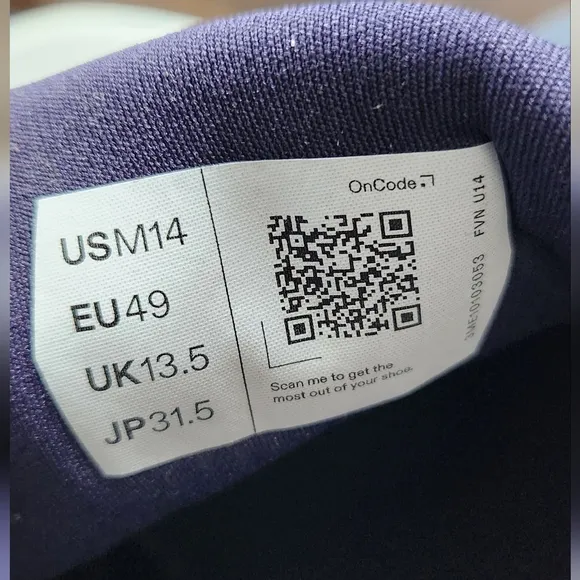 USM14
EU49
UK13.5
JP31.5
OnCode
Scan me to get the
most out of your shoe.
3ME10103053 FVN U14